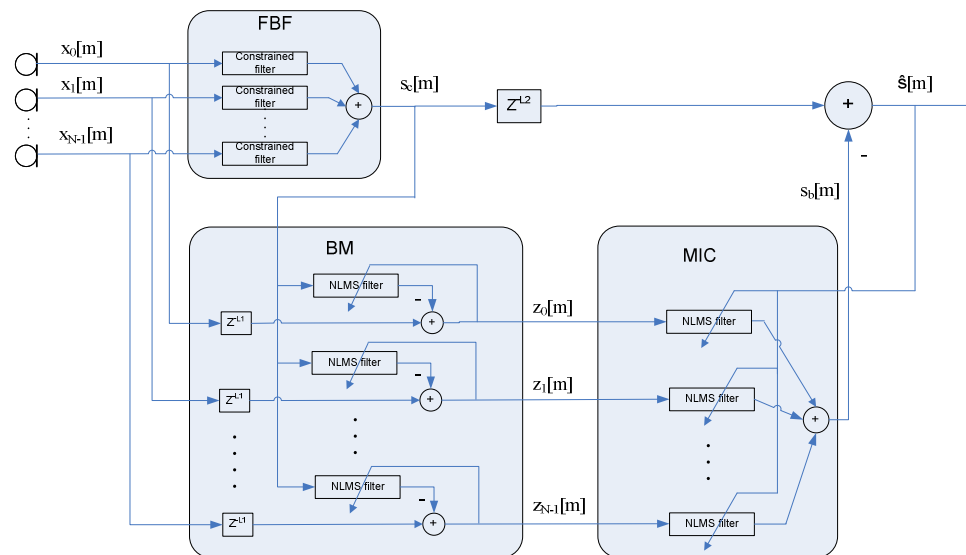 FBF
x0[m]
Constrained filter
x1[m]
Constrained filter
xN-1[m]
Constrained filter
+
sc[m]
Z-L2
+
ŝ[m]
-
sb[m]
BM
NLMS filter
-
Z-L1
+
z0[m]
NLMS filter
-
Z-L1
+
z1[m]
NLMS filter
-
Z-L1
+
zN-1[m]
MIC
NLMS filter
NLMS filter
+
NLMS filter